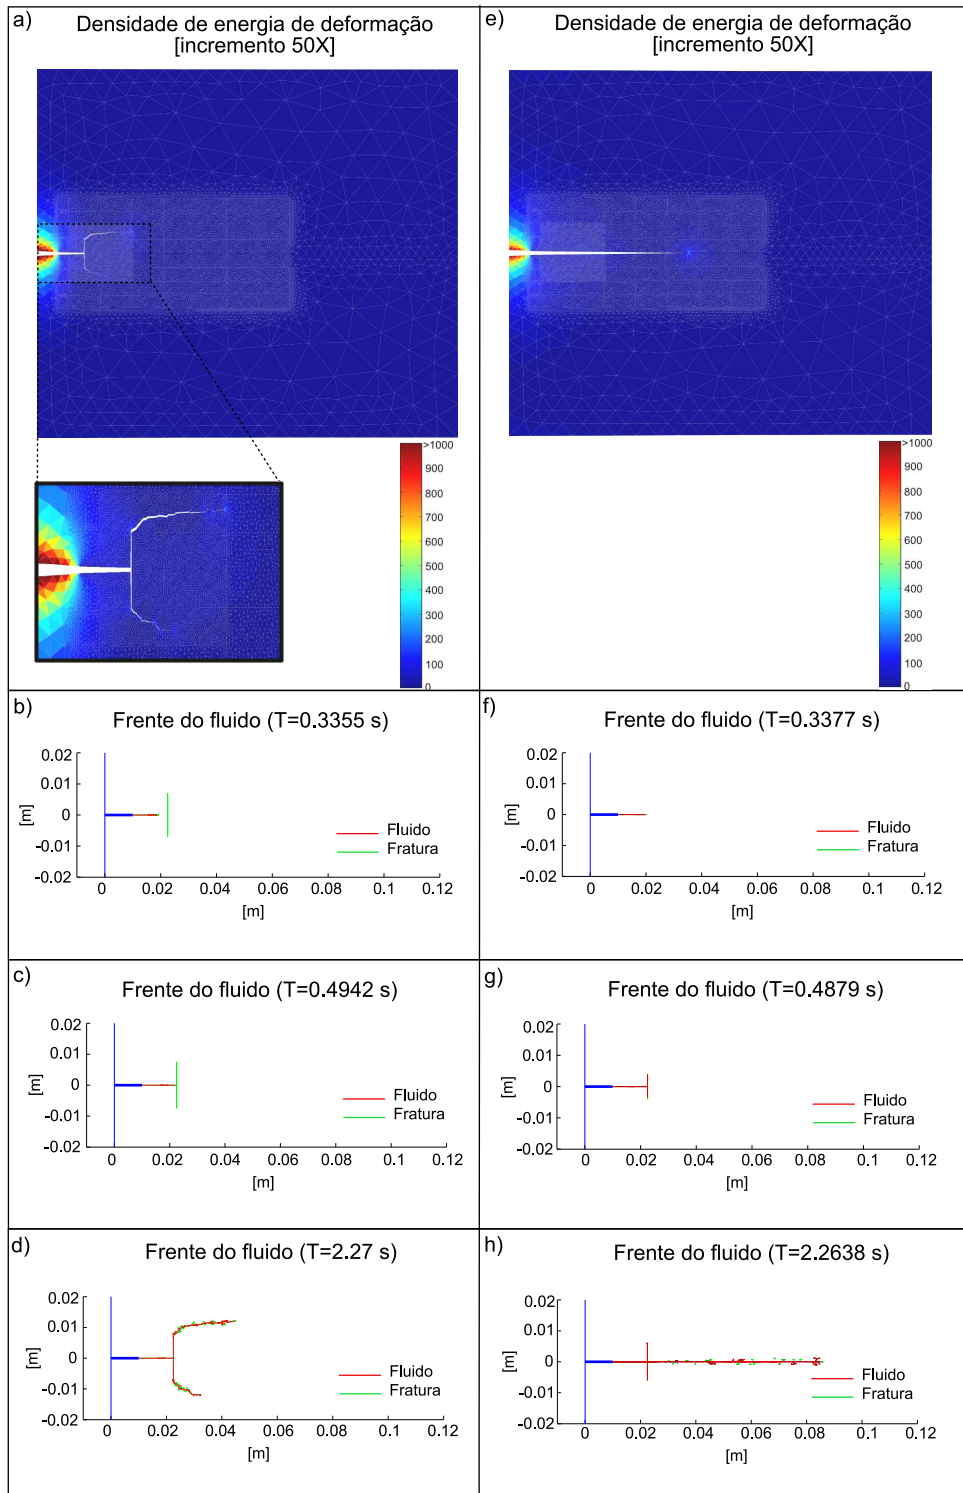 a)
Densidade de energia de deformação
[incremento 50X]
>1000
900
800
700
600
500
400
300
200
100
0
b)
Frente do fluido (T=0.3355 s)
0.02
0.01
0
-0.01
-0.02
[m]
0
0.02
0.04
0.06
0.08
0.1
0.12
[m]
Fluido
Fratura
c)
Frente do fluido (T=0.4942 s)
0.02
0.01
0
-0.01
-0.02
[m]
0
0.02
0.04
0.06
0.08
0.1
0.12
[m]
Fluido
Fratura
d)
Frente do fluido (T=2.27 s)
0.02
0.01
0
-0.01
-0.02
[m]
0
0.02
0.04
0.06
0.08
0.1
0.12
[m]
Fluido
Fratura
e)
Densidade de energia de deformação
[incremento 50X]
>1000
900
800
700
600
500
400
300
200
100
0
f)
Frente do fluido (T=0.3377 s)
0.02
0.01
0
-0.01
-0.02
[m]
0
0.02
0.04
0.06
0.08
0.1
0.12
[m]
Fluido
Fratura
g)
Frente do fluido (T=0.4879 s)
0.02
0.01
0
-0.01
-0.02
[m]
0
0.02
0.04
0.06
0.08
0.1
0.12
[m]
Fluido
Fratura
h)
Frente do fluido (T=2.2638 s)
0.02
0.01
0
-0.01
-0.02
[m]
0
0.02
0.04
0.06
0.08
0.1
0.12
[m]
Fluido
Fratura